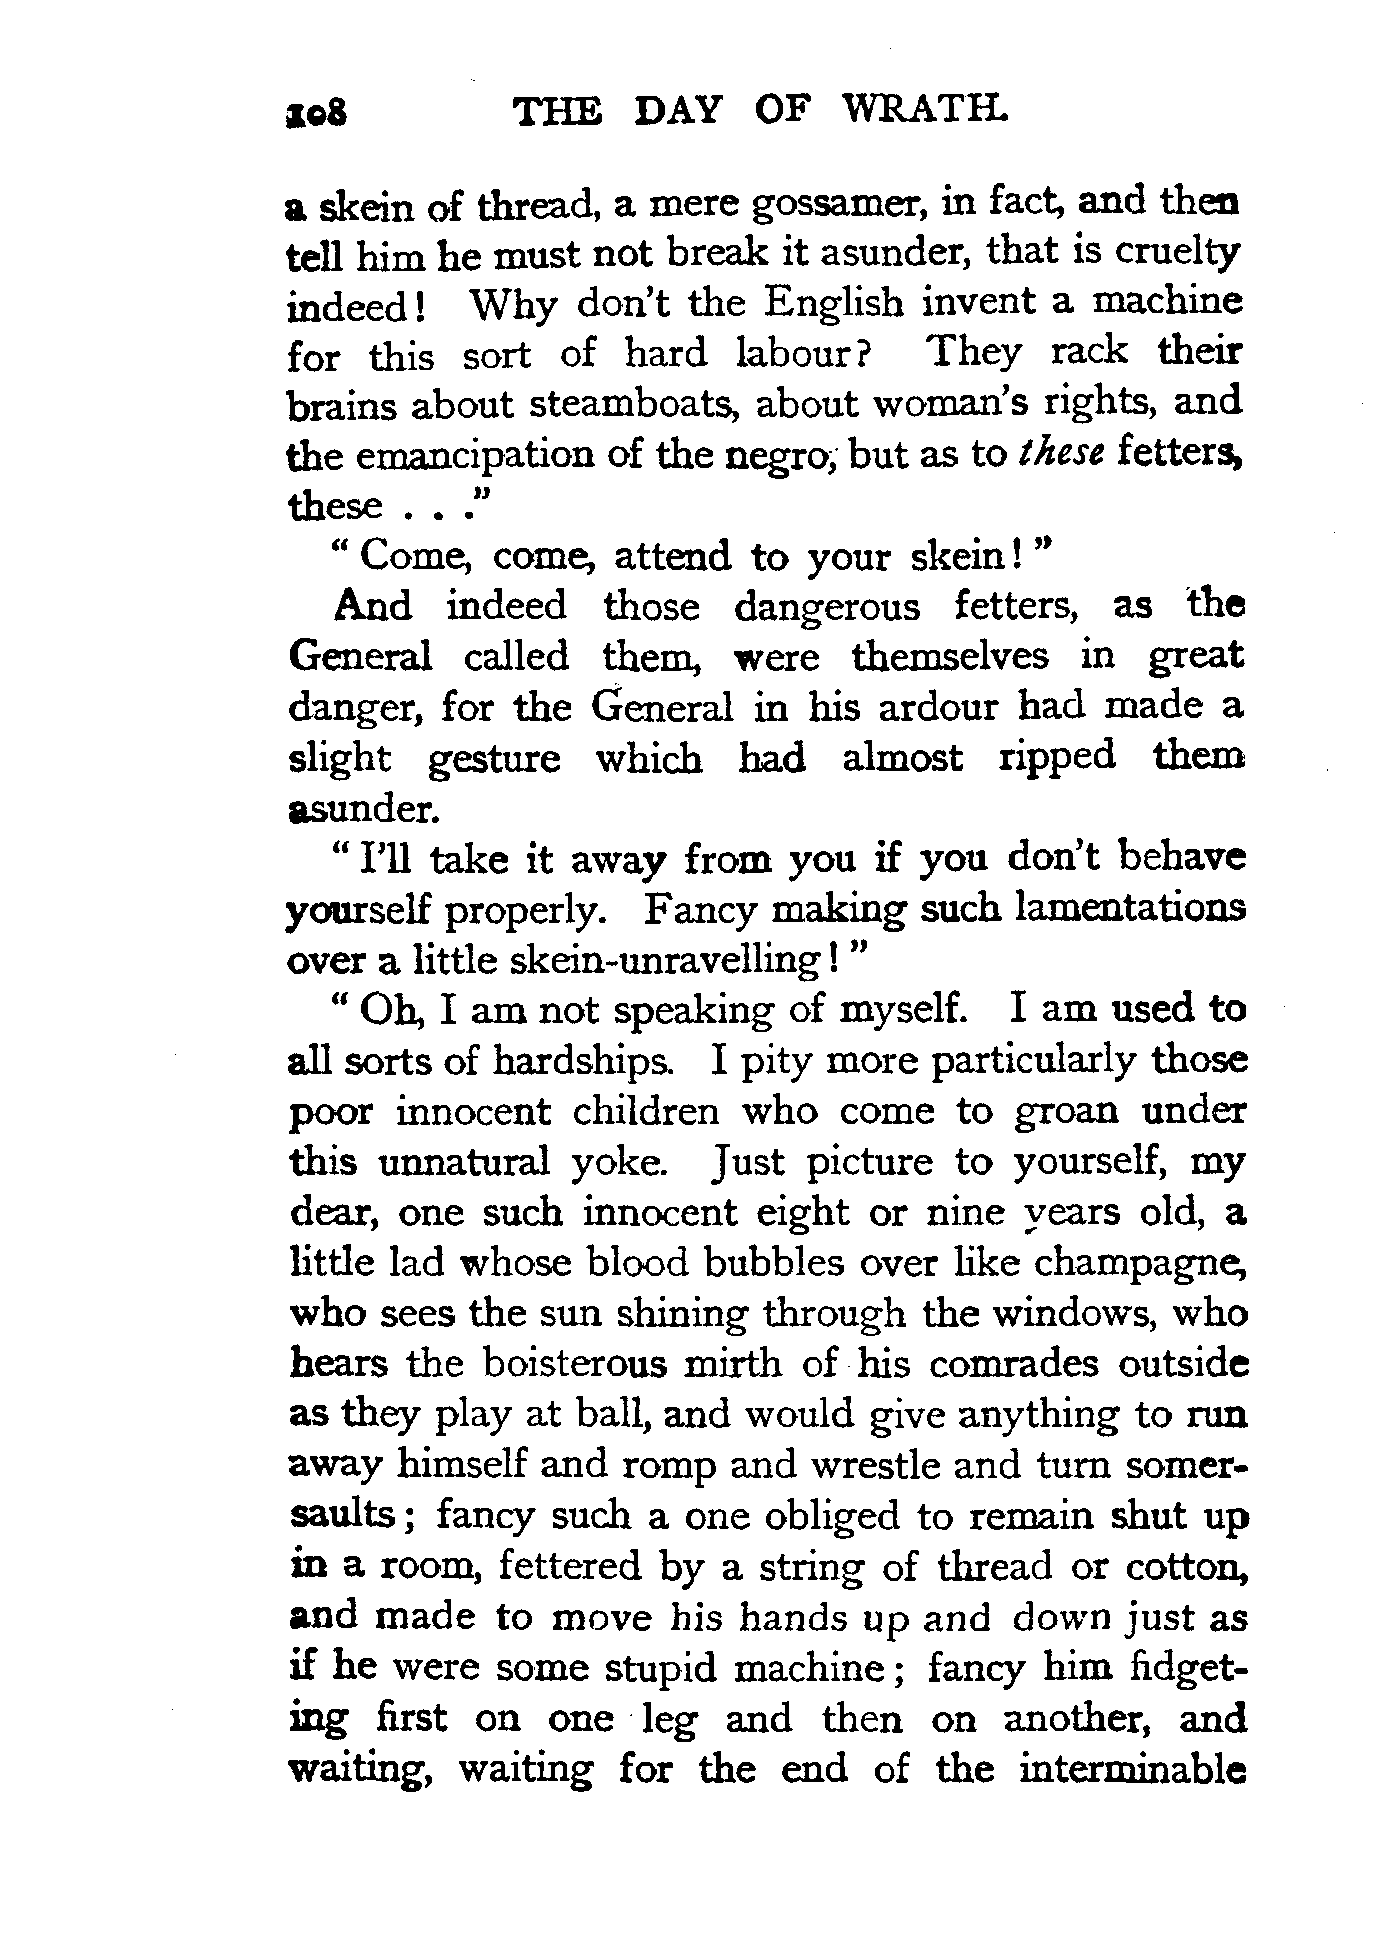 108 THE DAY OF WRATH.
a skein of thread, a mere gossamer, in fact, and then
tell him he must not break it asunder, that is cruelty
indeed! Why don't the English invent a machine
for this sort of hard labour? They rack their
brains about steamboats, about woman's rights, and
the emancipation of the negro, but as to these fetters,
these . . ."
"Come, come, attend to your skein!"
And indeed those dangerous fetters, as the
General called them, were themselves in great
danger, for the General in his ardour had made a
slight gesture which had almost ripped them
asunder.
"I'll take it away from you if you don't behave
yourself properly. Fancy making such lamentations
over a little skein-unravelling!"
"Oh, I am not speaking of myself. I am used to
all sorts of hardships. I pity more particularly those
poor innocent children who come to groan under
this unnatural yoke. Just picture to yourself, my
dear, one such innocent eight or nine years old, a
little lad whose blood bubbles over like champagne,
who sees the sun shining through the windows, who
hears the boisterous mirth of his comrades outside
as they play at ball, and would give anything to run
away himself and romp and wrestle and turn somer-
saults; fancy such a one obliged to remain shut up
in a room, fettered by a string of thread or cotton,
and made to move his hands up and down just as
if he were some stupid machine; fancy him fidget-
ing first on one leg and then on another, and
waiting, waiting for the end of the interminable